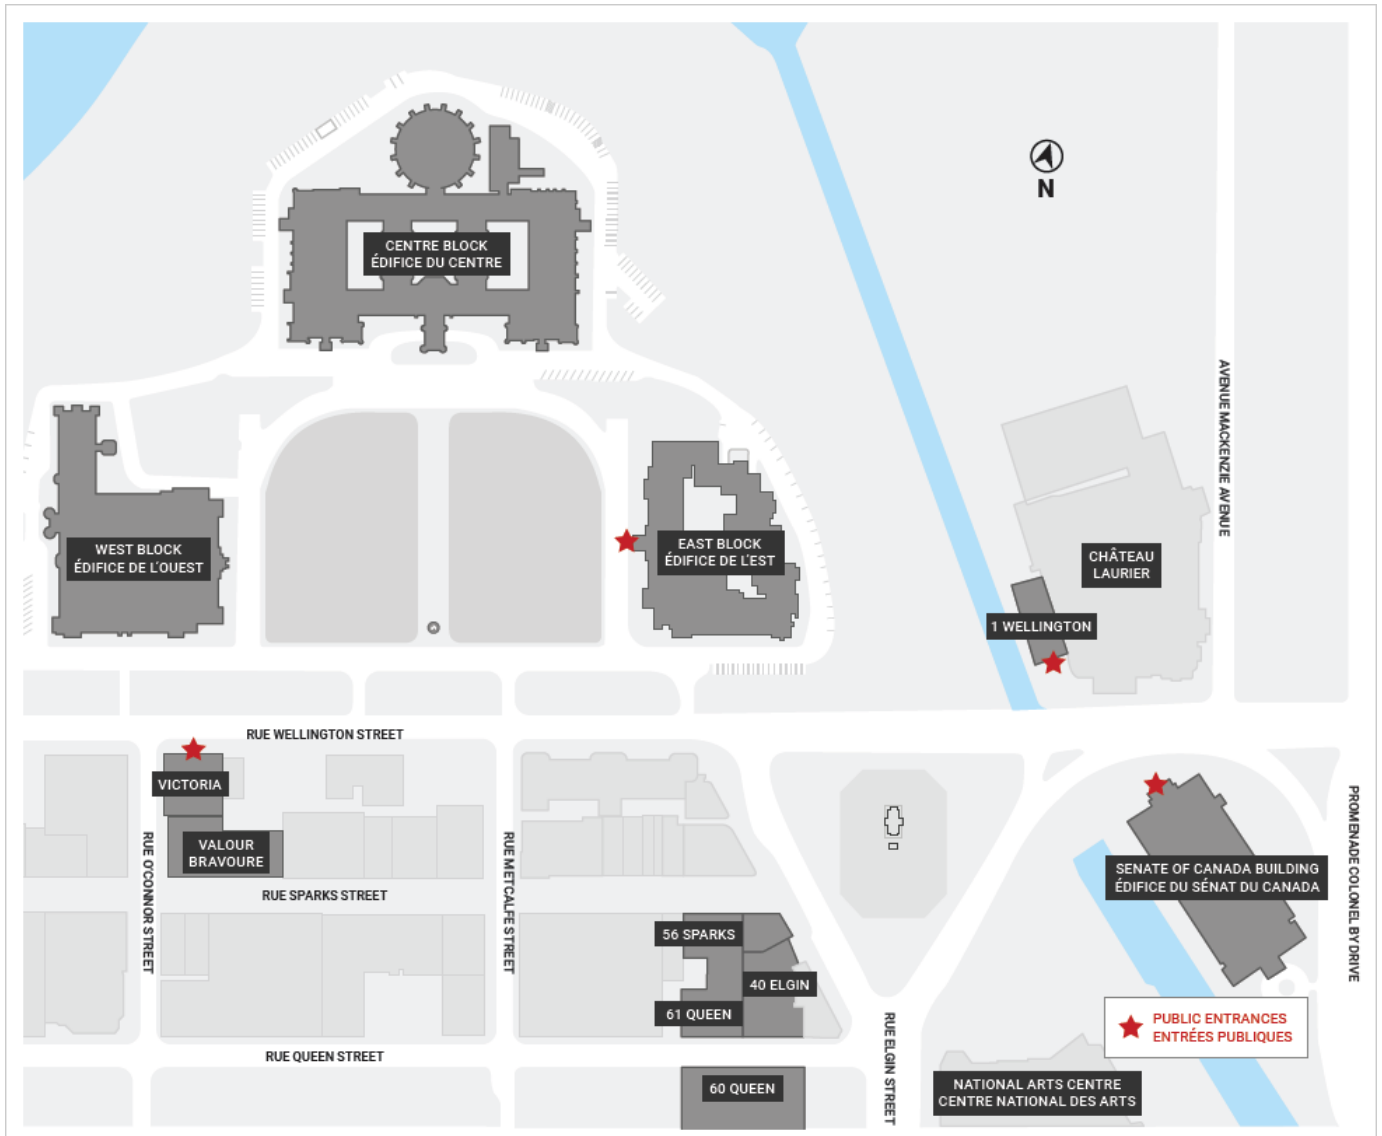 N
CENTRE BLOCK
ÉDIFICE DU CENTRE
AVENUE MACKENZIE AVENUE
WEST BLOCK
ÉDIFICE DE L'OUEST
EAST BLOCK
ÉDIFICE DE L'EST
CHÂTEAU
LAURIER
1 WELLINGTON
RUE WELLINGTON STREET
VICTORIA
VALOUR
BRAVOURE
RUE O'CONNOR STREET
RUE METCALFE STREET
RUE SPARKS STREET
SENATE OF CANADA BUILDING
ÉDIFICE DU SÉNAT DU CANADA
PROMENADE COLONEL BY DRIVE
56 SPARKS
40 ELGIN
61 QUEEN
PUBLIC ENTRANCES
ENTRÉES PUBLIQUES
RUE QUEEN STREET
RUE ELGIN STREET
60 QUEEN
NATIONAL ARTS CENTRE
CENTRE NATIONAL DES ARTS